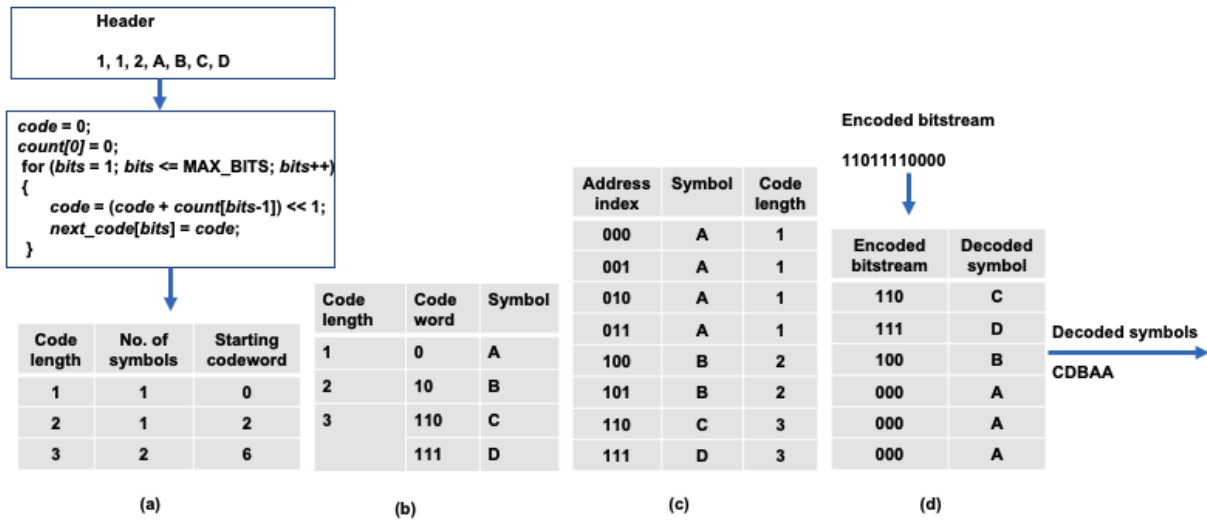 Header
1, 1, 2, A, B, C, D
code = 0;
count[0] = 0;
for (bits = 1; bits <= MAX_BITS; bits++)
{
code = (code + count[bits-1]) << 1;
next_code[bits] = code;
}
Code length No. of symbols Starting codeword
1 1 0
2 1 2
3 2 6
(a)
Code length Code word Symbol
1 0 A
2 10 B
3 110 C
111 D
(b)
Address index Symbol Code length
000 A 1
001 A 1
010 A 1
011 A 1
100 B 2
101 B 2
110 C 3
111 D 3
(c)
Encoded bitstream
11011110000
Encoded bitstream Decoded symbol
110 C
111 D
100 B
000 A
000 A
000 A
(d)
Decoded symbols
CDBAA